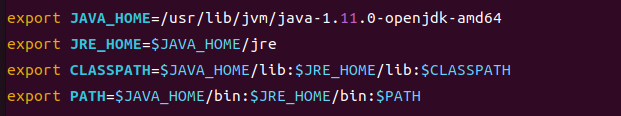 export JAVA_HOME=/usr/lib/jvm/java-1.11.0-openjdk-amd64
export JRE_HOME=$JAVA_HOME/jre
export CLASSPATH=$JAVA_HOME/lib:$JRE_HOME/lib:$CLASSPATH
export PATH=$JAVA_HOME/bin:$JRE_HOME/bin:$PATH